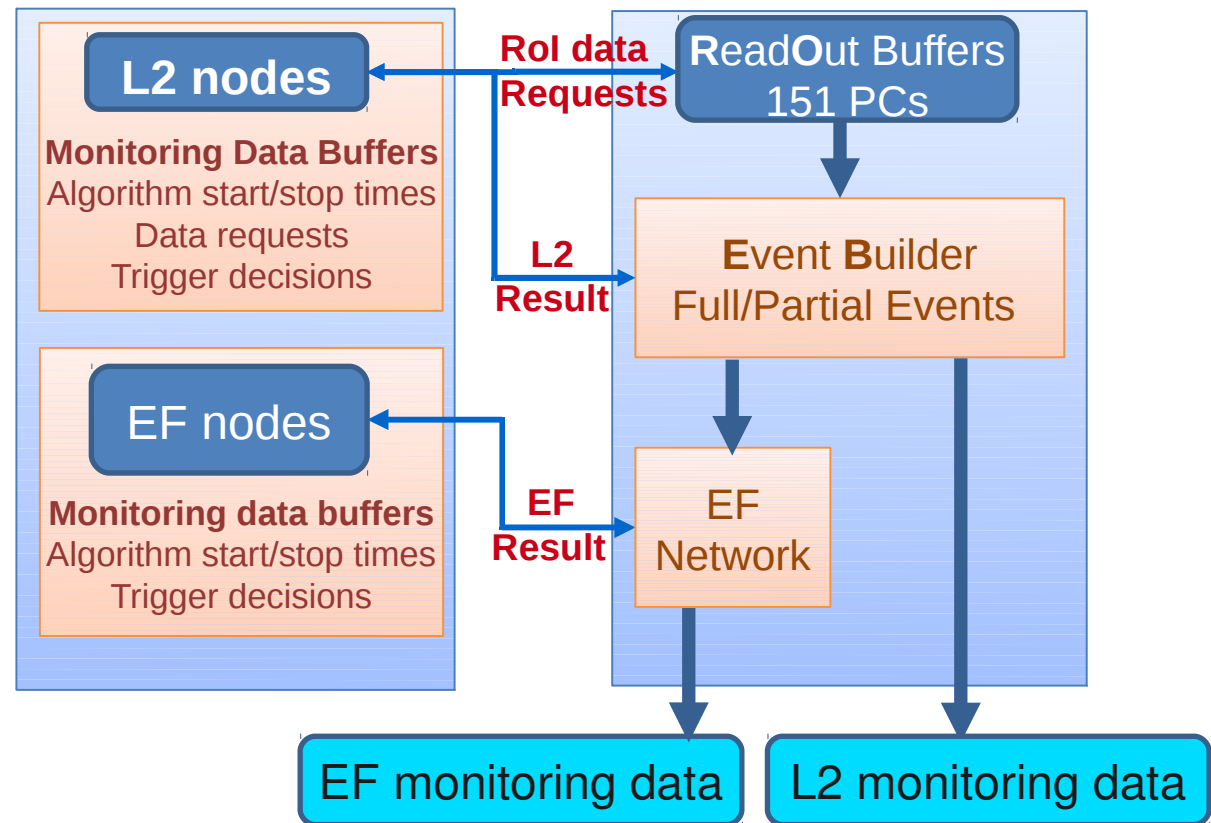 L2 nodes
Monitoring Data Buffers
Algorithm start/stop times
Data requests
Trigger decisions
EF nodes
Monitoring data buffers
Algorithm start/stop times
Trigger decisions
RoI data
Requests
L2
Result
EF
Result
ReadOut Buffers
151 PCs
Event Builder
Full/Partial Events
EF
Network
EF monitoring data
L2 monitoring data